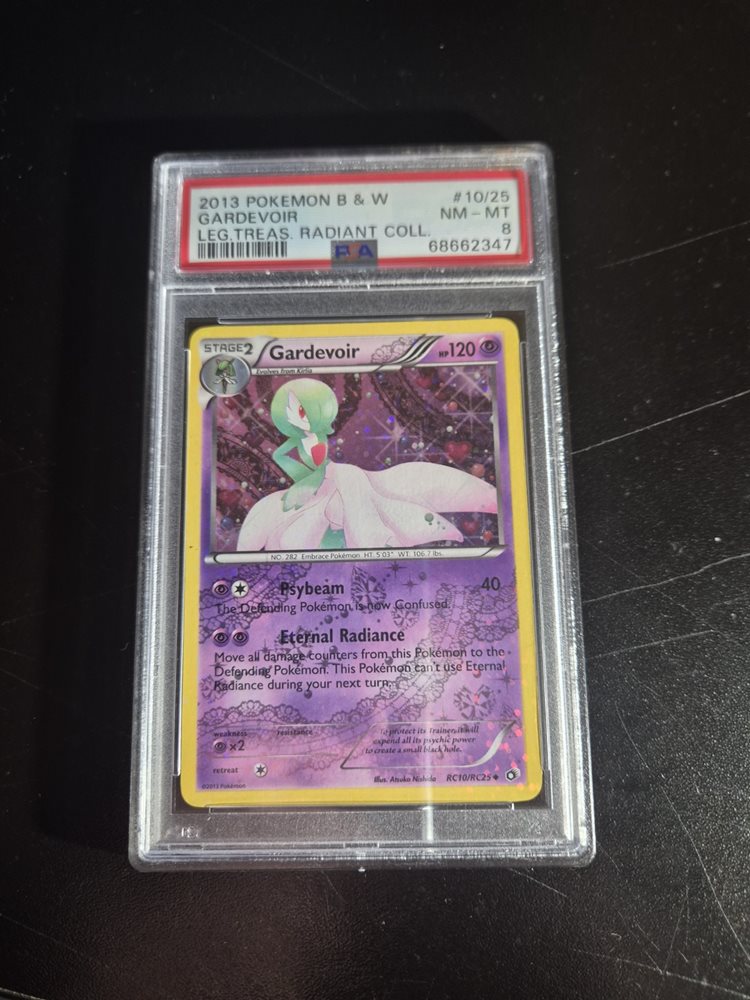 2013 POKEMON B & W #10/25
GARDEVOIR NM - MT
LEG.TREAS. RADIANT COLL. 8
PSA 68662347
STAGE2 Gardevoir HP120
Evolves from Kirlia
NO. 282 Embrace Pokémon HT. 5'03" WT. 106.7 lbs.
Psybeam 40
The Defending Pokémon is now Confused.
Eternal Radiance
Move all damage counters from this Pokémon to the
Defending Pokémon. This Pokémon can't use Eternal
Radiance during your next turn.
weakness resistance
×2
To protect its Trainer, it will
expend all its psychic power
to create a small black hole.
retreat
Illus. Atsuko Nishida RC10/RC25
©2013 Pokémon